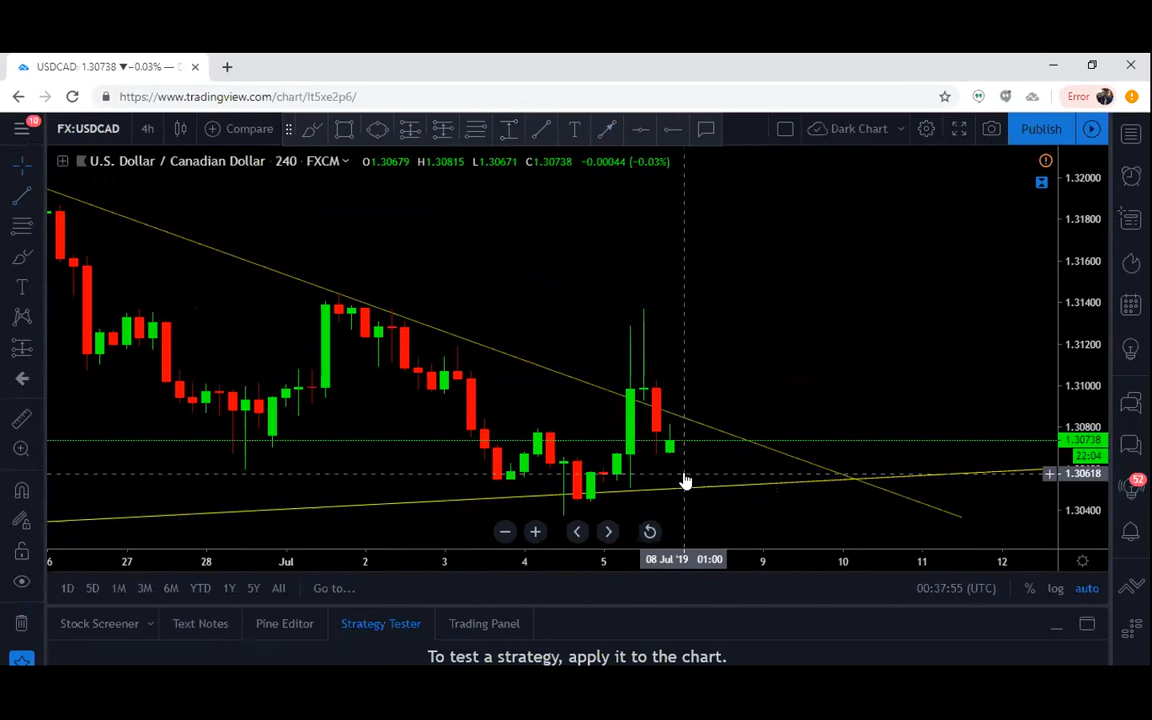 USDCAD: 1.30738 ▼−0.03% —
https://www.tradingview.com/chart/lt5xe2p6/
Error
10
FX:USDCAD
4h
Compare
T
Dark Chart
Publish
U.S. Dollar / Canadian Dollar · 240 · FXCM
O1.30679 H1.30815 L1.30671 C1.30738 −0.00044 (−0.03%)
1.32000
1.31800
1.31600
1.31400
1.31200
1.31000
1.30800
1.30738
22:04
1.30618
1.30400
52
6
27
28
Jul
2
3
4
5
08 Jul '19 01:00
9
10
11
12
1D 5D 1M 3M 6M YTD 1Y 5Y All Go to...
00:37:55 (UTC) % log auto
Stock Screener
Text Notes
Pine Editor
Strategy Tester
Trading Panel
To test a strategy, apply it to the chart.